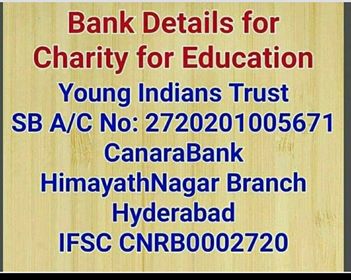 Bank Details for
Charity for Education
Young Indians Trust
SB A/C No: 2720201005671
CanaraBank
HimayathNagar Branch
Hyderabad
IFSC CNRB0002720